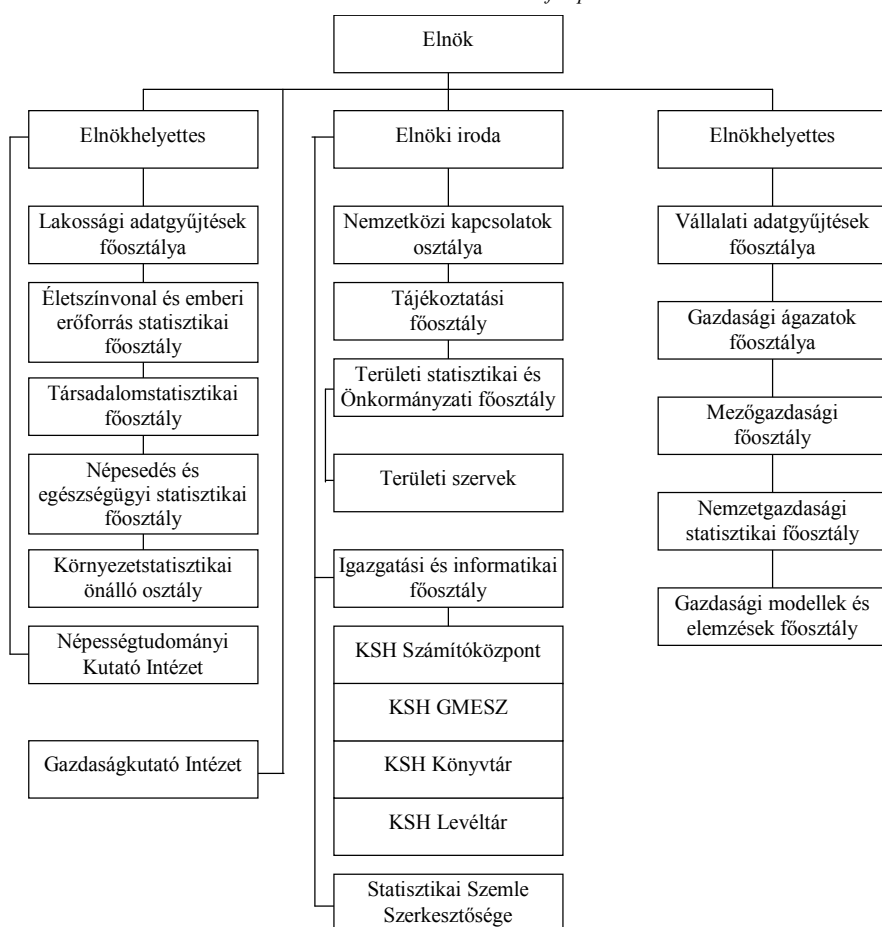 Elnök
Elnökhelyettes
Lakossági adatgyűjtések
főosztálya
Életszínvonal és emberi
erőforrás statisztikai
főosztály
Társadalomstatisztikai
főosztály
Népesedés és
egészségügyi statisztikai
főosztály
Környezetstatisztikai
önálló osztály
Népességtudományi
Kutató Intézet
Gazdaságkutató Intézet
Elnöki iroda
Nemzetközi kapcsolatok
osztálya
Tájékoztatási
főosztály
Területi statisztikai és
Önkormányzati főosztály
Területi szervek
Igazgatási és informatikai
főosztály
KSH Számítóközpont
KSH GMESZ
KSH Könyvtár
KSH Levéltár
Statisztikai Szemle
Szerkesztősége
Elnökhelyettes
Vállalati adatgyűjtések
főosztálya
Gazdasági ágazatok
főosztálya
Mezőgazdasági
főosztály
Nemzetgazdasági
statisztikai főosztály
Gazdasági modellek és
elemzések főosztály